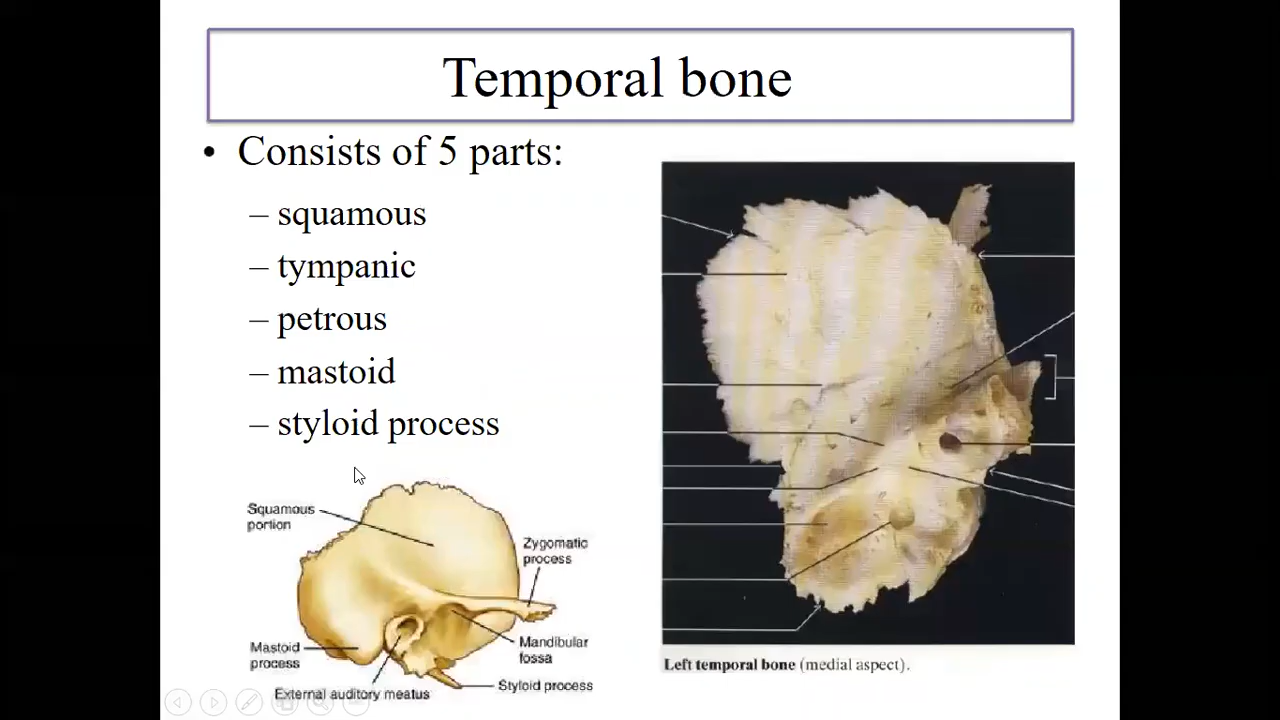 Temporal bone
• Consists of 5 parts:
– squamous
– tympanic
– petrous
– mastoid
– styloid process
Squamous
portion
Zygomatic
process
Mandibular
fossa
Mastoid
process
Styloid process
External auditory meatus
Left temporal bone (medial aspect).